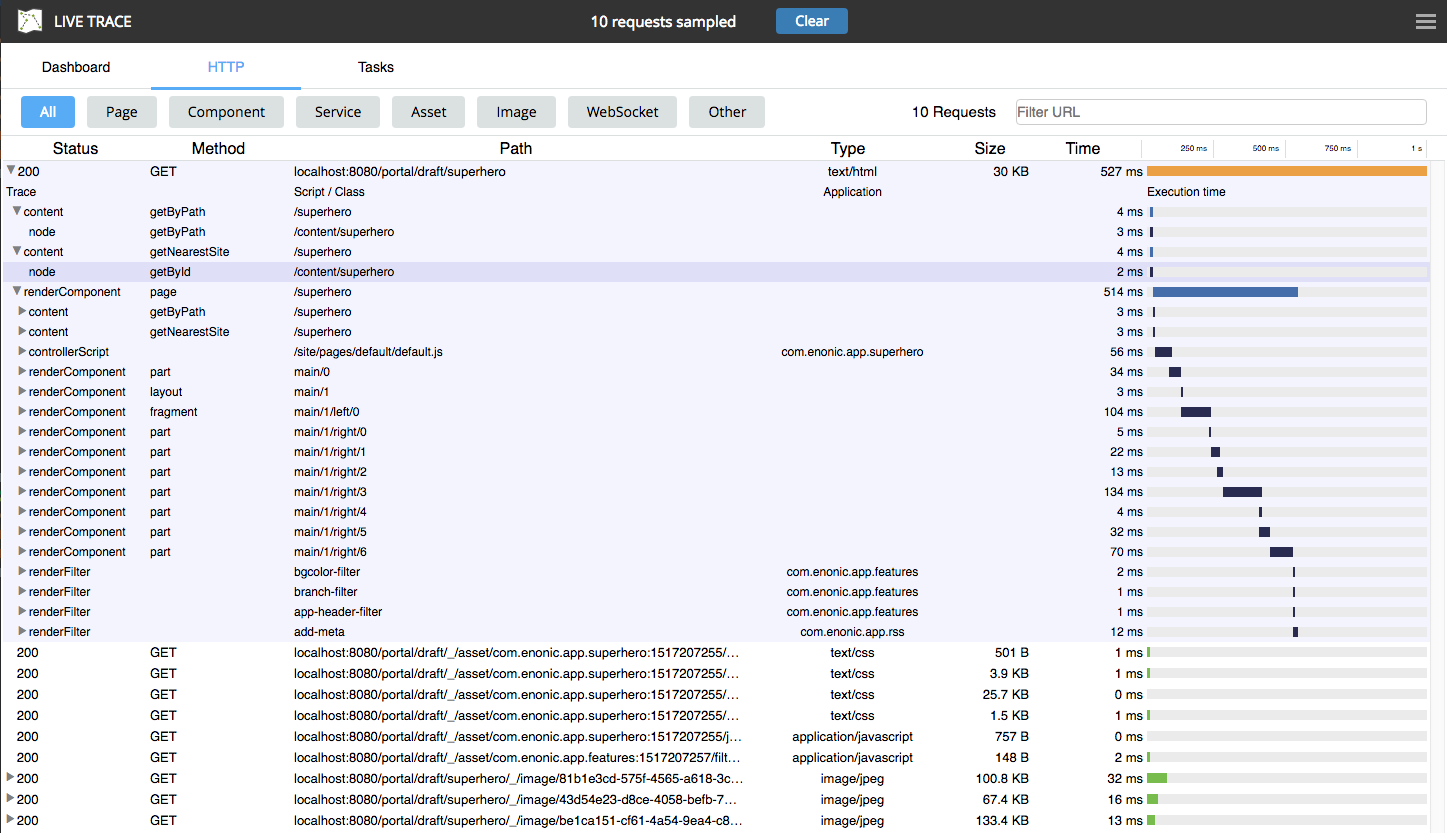 LIVE TRACE 10 requests sampled Clear
Dashboard HTTP Tasks
All Page Component Service Asset Image WebSocket Other 10 Requests Filter URL
Status Method Path Type Size Time 250 ms 500 ms 750 ms 1 s
200 GET localhost:8080/portal/draft/superhero text/html 30 KB 527 ms
Trace Script / Class Application Execution time
content getByPath /superhero 4 ms
node getByPath /content/superhero 3 ms
content getNearestSite /superhero 4 ms
node getById /content/superhero 2 ms
renderComponent page /superhero 514 ms
content getByPath /superhero 3 ms
content getNearestSite /superhero 3 ms
controllerScript /site/pages/default/default.js com.enonic.app.superhero 56 ms
renderComponent part main/0 34 ms
renderComponent layout main/1 3 ms
renderComponent fragment main/1/left/0 104 ms
renderComponent part main/1/right/0 5 ms
renderComponent part main/1/right/1 22 ms
renderComponent part main/1/right/2 13 ms
renderComponent part main/1/right/3 134 ms
renderComponent part main/1/right/4 4 ms
renderComponent part main/1/right/5 32 ms
renderComponent part main/1/right/6 70 ms
renderFilter bgcolor-filter com.enonic.app.features 2 ms
renderFilter branch-filter com.enonic.app.features 1 ms
renderFilter app-header-filter com.enonic.app.features 1 ms
renderFilter add-meta com.enonic.app.rss 12 ms
200 GET localhost:8080/portal/draft/_/asset/com.enonic.app.superhero:1517207255/… text/css 501 B 1 ms
200 GET localhost:8080/portal/draft/_/asset/com.enonic.app.superhero:1517207255/… text/css 3.9 KB 1 ms
200 GET localhost:8080/portal/draft/_/asset/com.enonic.app.superhero:1517207255/… text/css 25.7 KB 0 ms
200 GET localhost:8080/portal/draft/_/asset/com.enonic.app.superhero:1517207255/… text/css 1.5 KB 1 ms
200 GET localhost:8080/portal/draft/_/asset/com.enonic.app.superhero:1517207255/j… application/javascript 757 B 0 ms
200 GET localhost:8080/portal/draft/_/asset/com.enonic.app.features:1517207257/filt… application/javascript 148 B 2 ms
200 GET localhost:8080/portal/draft/superhero/_/image/81b1e3cd-575f-4565-a618-3c… image/jpeg 100.8 KB 32 ms
200 GET localhost:8080/portal/draft/superhero/_/image/43d54e23-d8ce-4058-befb-7… image/jpeg 67.4 KB 16 ms
200 GET localhost:8080/portal/draft/superhero/_/image/be1ca151-cf61-4a54-9ea4-c8… image/jpeg 133.4 KB 13 ms